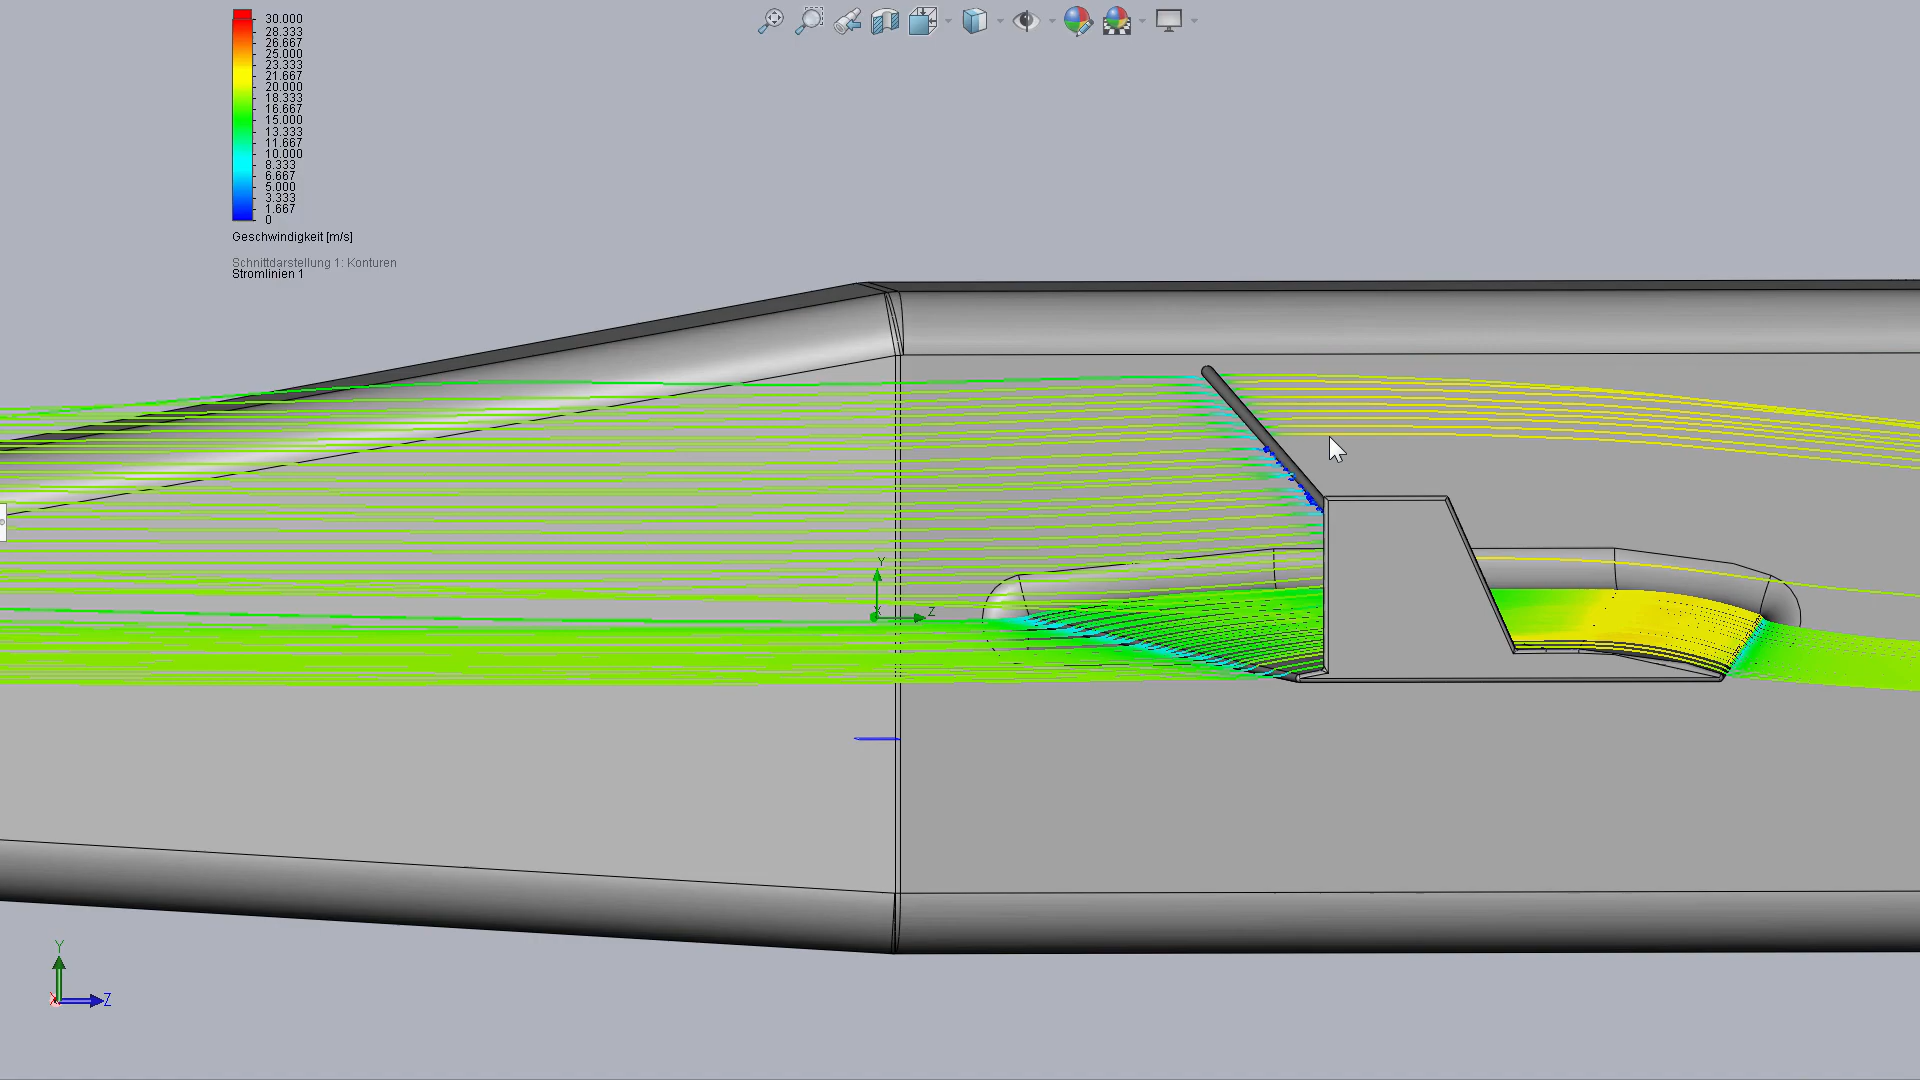 30.000
28.333
26.667
25.000
23.333
21.667
20.000
18.333
16.667
15.000
13.333
11.667
10.000
8.333
6.667
5.000
3.333
1.667
0
Geschwindigkeit [m/s]
Schnittdarstellung 1: Konturen
Stromlinien 1
Y
Z
X
Y
X
Z